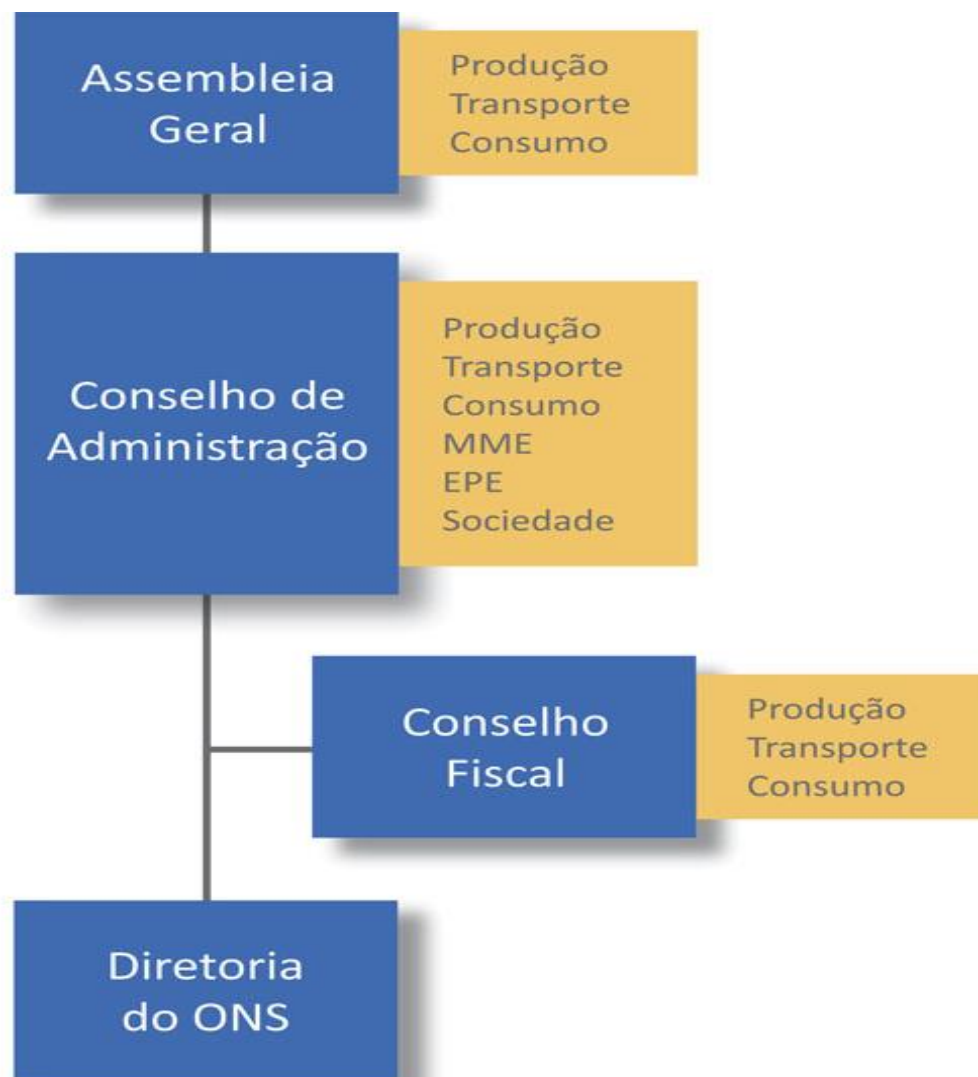 Assembleia
Geral
Produção
Transporte
Consumo
Conselho de
Administração
Produção
Transporte
Consumo
MME
EPE
Sociedade
Conselho
Fiscal
Produção
Transporte
Consumo
Diretoria
do ONS